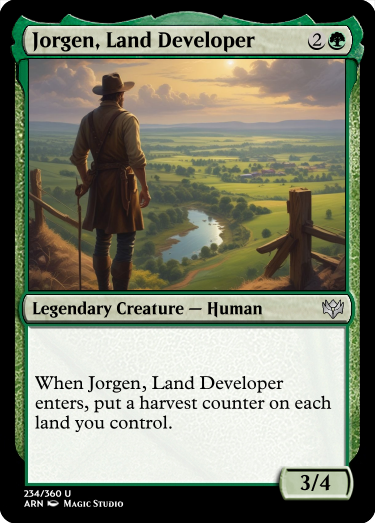 Jorgen, Land Developer 2
Legendary Creature — Human
When Jorgen, Land Developer
enters, put a harvest counter on each
land you control.
3/4
234/360 U
ARN Magic Studio